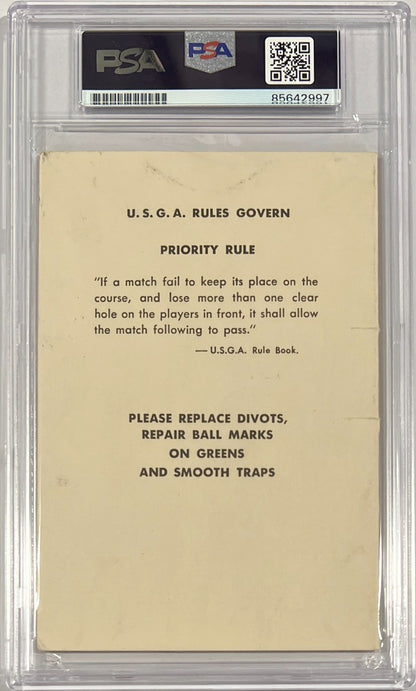 PSA
PSA
85642997
U.S.G.A. RULES GOVERN
PRIORITY RULE
"If a match fail to keep its place on the
course, and lose more than one clear
hole on the players in front, it shall allow
the match following to pass."
— U.S.G.A. Rule Book.
PLEASE REPLACE DIVOTS,
REPAIR BALL MARKS
ON GREENS
AND SMOOTH TRAPS